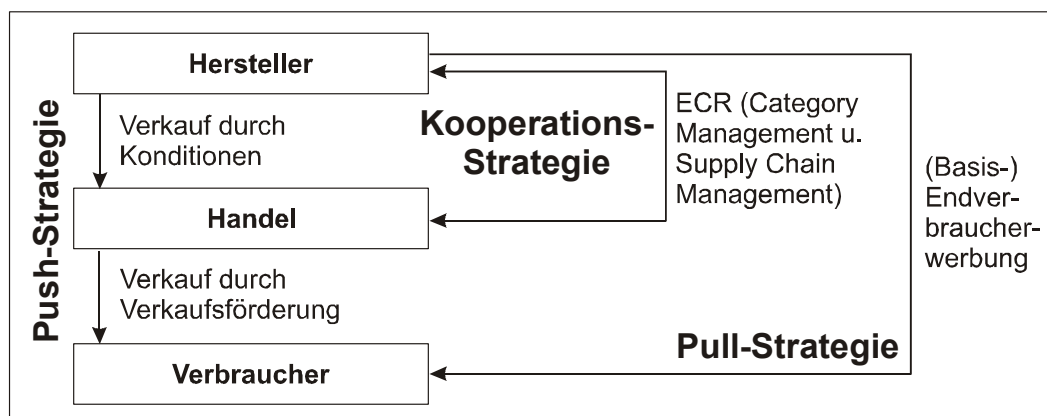 Push-Strategie
Hersteller
Verkauf durch
Konditionen
Handel
Verkauf durch
Verkaufsförderung
Verbraucher
Kooperations-
Strategie
ECR (Category
Management u.
Supply Chain
Management)
(Basis-)
Endver-
braucher-
werbung
Pull-Strategie